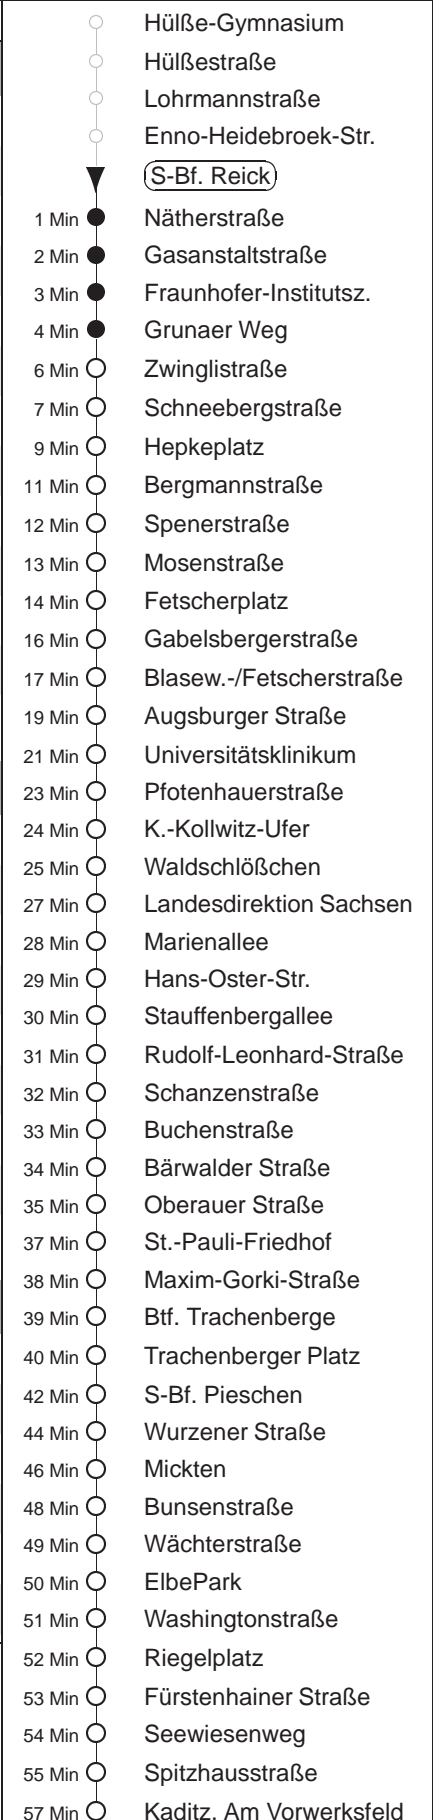 Hülße-Gymnasium
Hülßestraße
Lohrmannstraße
Enno-Heidebroek-Str.
S-Bf. Reick
1 Min Nätherstraße
2 Min Gasanstaltstraße
3 Min Fraunhofer-Institutsz.
4 Min Grunaer Weg
6 Min Zwinglistraße
7 Min Schneebergstraße
9 Min Hepkeplatz
11 Min Bergmannstraße
12 Min Spenerstraße
13 Min Mosenstraße
14 Min Fetscherplatz
16 Min Gabelsbergerstraße
17 Min Blasew.-/Fetscherstraße
19 Min Augsburger Straße
21 Min Universitätsklinikum
23 Min Pfotenhauerstraße
24 Min K.-Kollwitz-Ufer
25 Min Waldschlößchen
27 Min Landesdirektion Sachsen
28 Min Marienallee
29 Min Hans-Oster-Str.
30 Min Stauffenbergallee
31 Min Rudolf-Leonhard-Straße
32 Min Schanzenstraße
33 Min Buchenstraße
34 Min Bärwalder Straße
35 Min Oberauer Straße
37 Min St.-Pauli-Friedhof
38 Min Maxim-Gorki-Straße
39 Min Btf. Trachenberge
40 Min Trachenberger Platz
42 Min S-Bf. Pieschen
44 Min Wurzener Straße
46 Min Mickten
48 Min Bunsenstraße
49 Min Wächterstraße
50 Min ElbePark
51 Min Washingtonstraße
52 Min Riegelplatz
53 Min Fürstenhainer Straße
54 Min Seewiesenweg
55 Min Spitzhausstraße
57 Min Kaditz, Am Vorwerksfeld